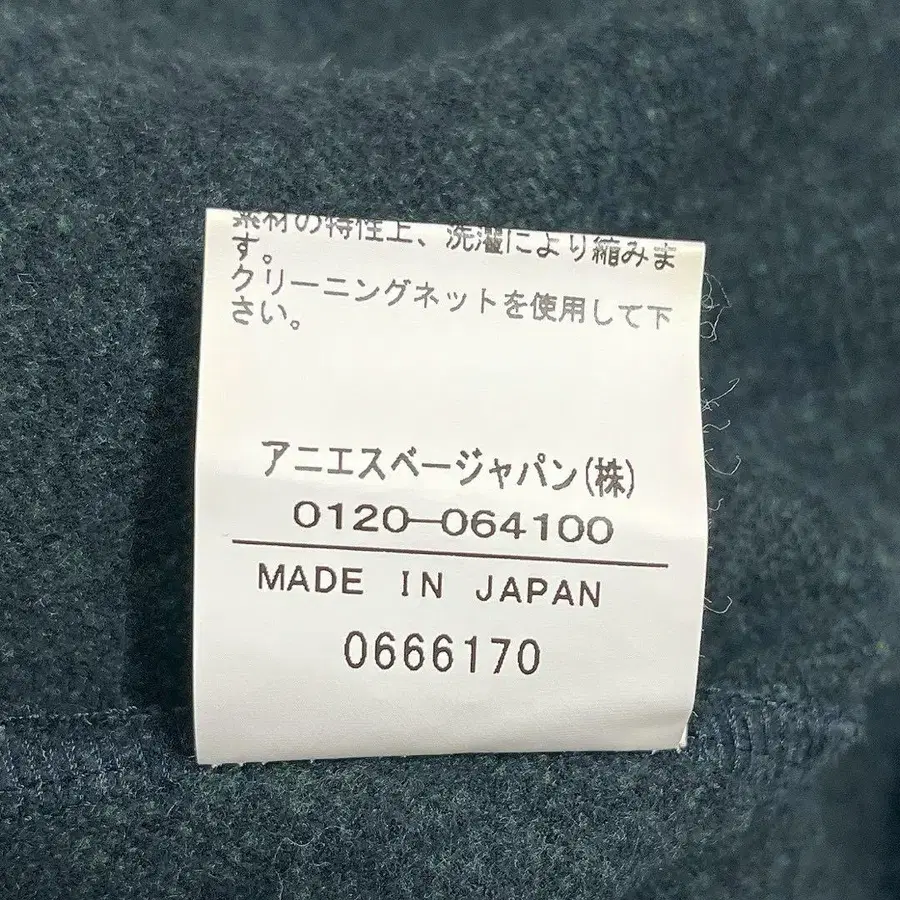 素材の特性上、洗濯により縮みま
す。
クリーニングネットを使用して下
さい。
アニエスベージャパン(株)
0120-064100
MADE IN JAPAN
0666170